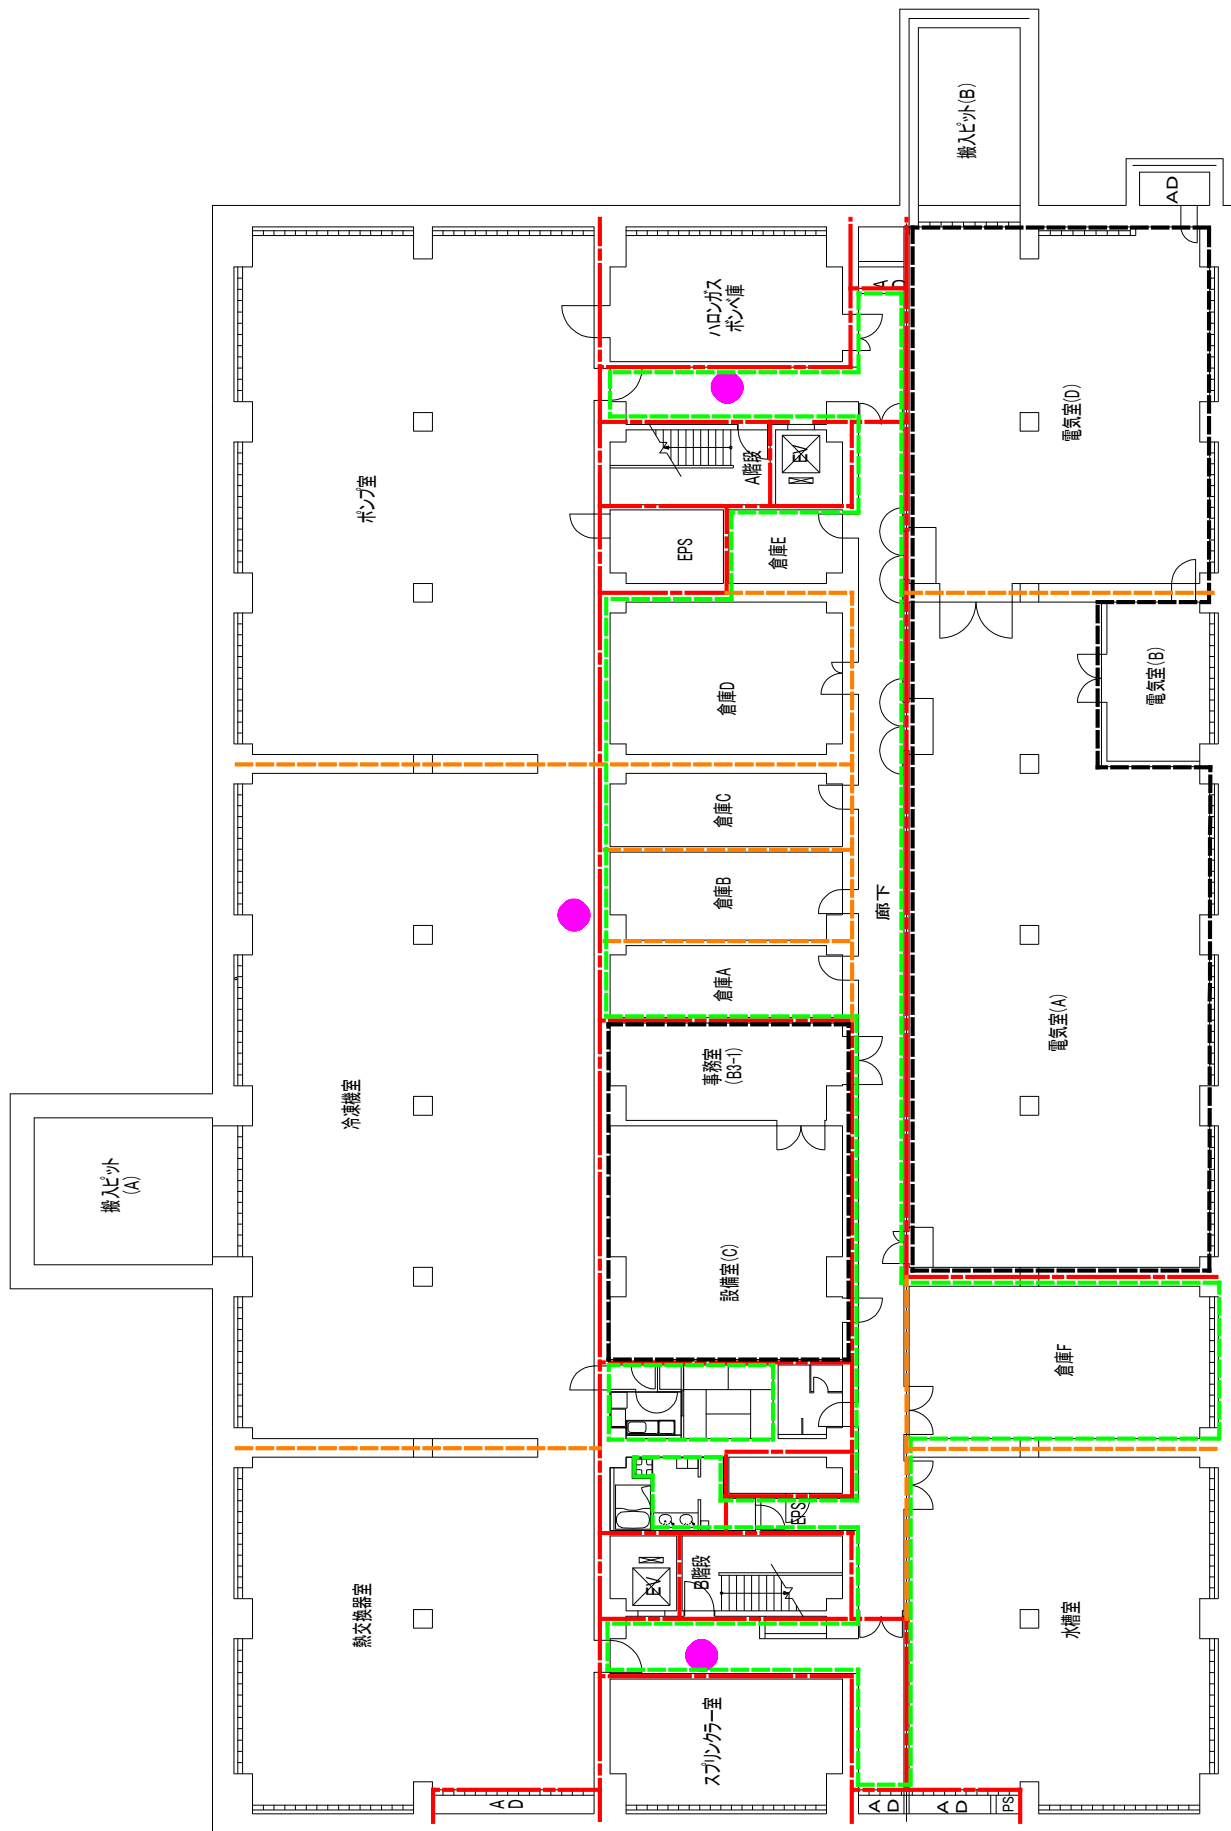 搬入ピット(B)
AD
ハロンガス
ボンベ庫
AD
電気室(D)
ポンプ室
A階段
EV
EPS
倉庫E
倉庫D
電気室(B)
倉庫C
倉庫B
廊下
倉庫A
電気室(A)
事務室
(B3-1)
冷凍機室
搬入ピット
(A)
設備室(C)
倉庫F
EPS
EV
B階段
熱交換器室
水槽室
スプリンクラー室
AD
AD
AD
PS